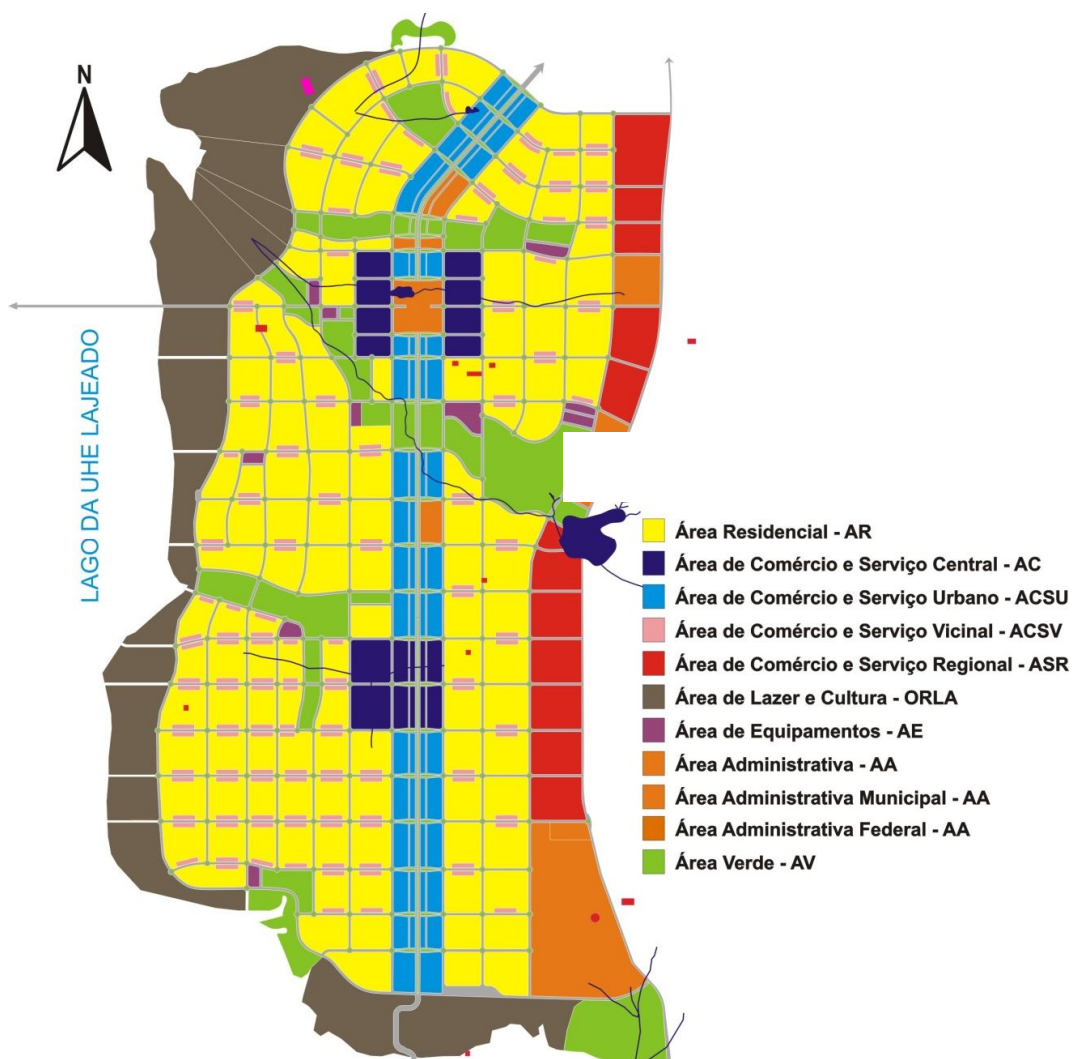 N
LAGO DA UHE LAJEADO
Área Residencial - AR
Área de Comércio e Serviço Central - AC
Área de Comércio e Serviço Urbano - ACSU
Área de Comércio e Serviço Vicinal - ACSV
Área de Comércio e Serviço Regional - ASR
Área de Lazer e Cultura - ORLA
Área de Equipamentos - AE
Área Administrativa - AA
Área Administrativa Municipal - AA
Área Administrativa Federal - AA
Área Verde - AV